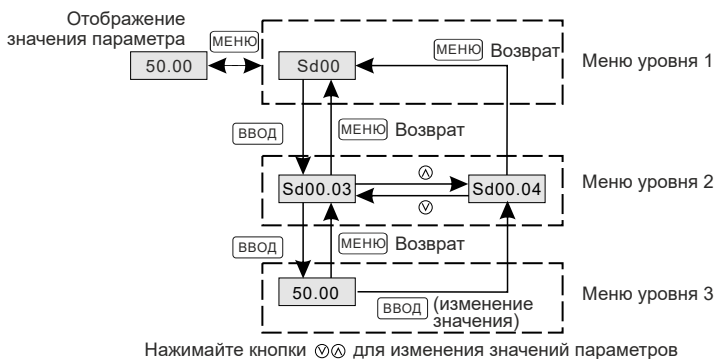 Отображение
значения параметра
МЕНЮ
50.00
Sd00
МЕНЮ Возврат
Меню уровня 1
ВВОД
МЕНЮ Возврат
Sd00.03
Sd00.04
Меню уровня 2
ВВОД
МЕНЮ Возврат
50.00
ВВОД (изменение
значения)
Меню уровня 3
Нажимайте кнопки для изменения значений параметров